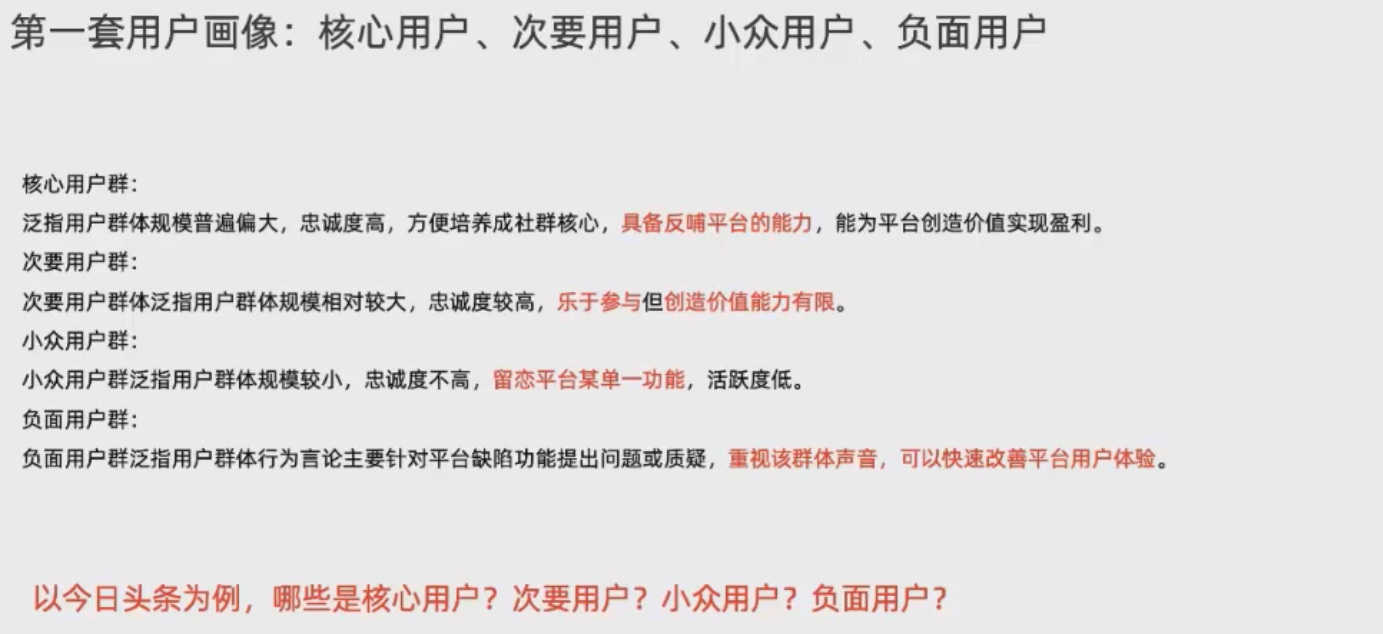 第一套用户画像：核心用户、次要用户、小众用户、负面用户
核心用户群：
泛指用户群体规模普遍偏大，忠诚度高，方便培养成社群核心，具备反哺平台的能力，能为平台创造价值实现盈利。
次要用户群：
次要用户群体泛指用户群体规模相对较大，忠诚度较高，乐于参与但创造价值能力有限。
小众用户群：
小众用户群泛指用户群体规模较小，忠诚度不高，留恋平台某单一功能，活跃度低。
负面用户群：
负面用户群泛指用户群体行为言论主要针对平台缺陷功能提出问题或质疑，重视该群体声音，可以快速改善平台用户体验。
以今日头条为例，哪些是核心用户？次要用户？小众用户？负面用户？